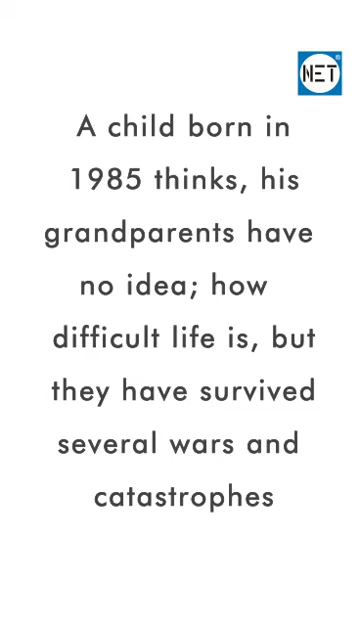 NET
A child born in
1985 thinks, his
grandparents have
no idea; how
difficult life is, but
they have survived
several wars and
catastrophes